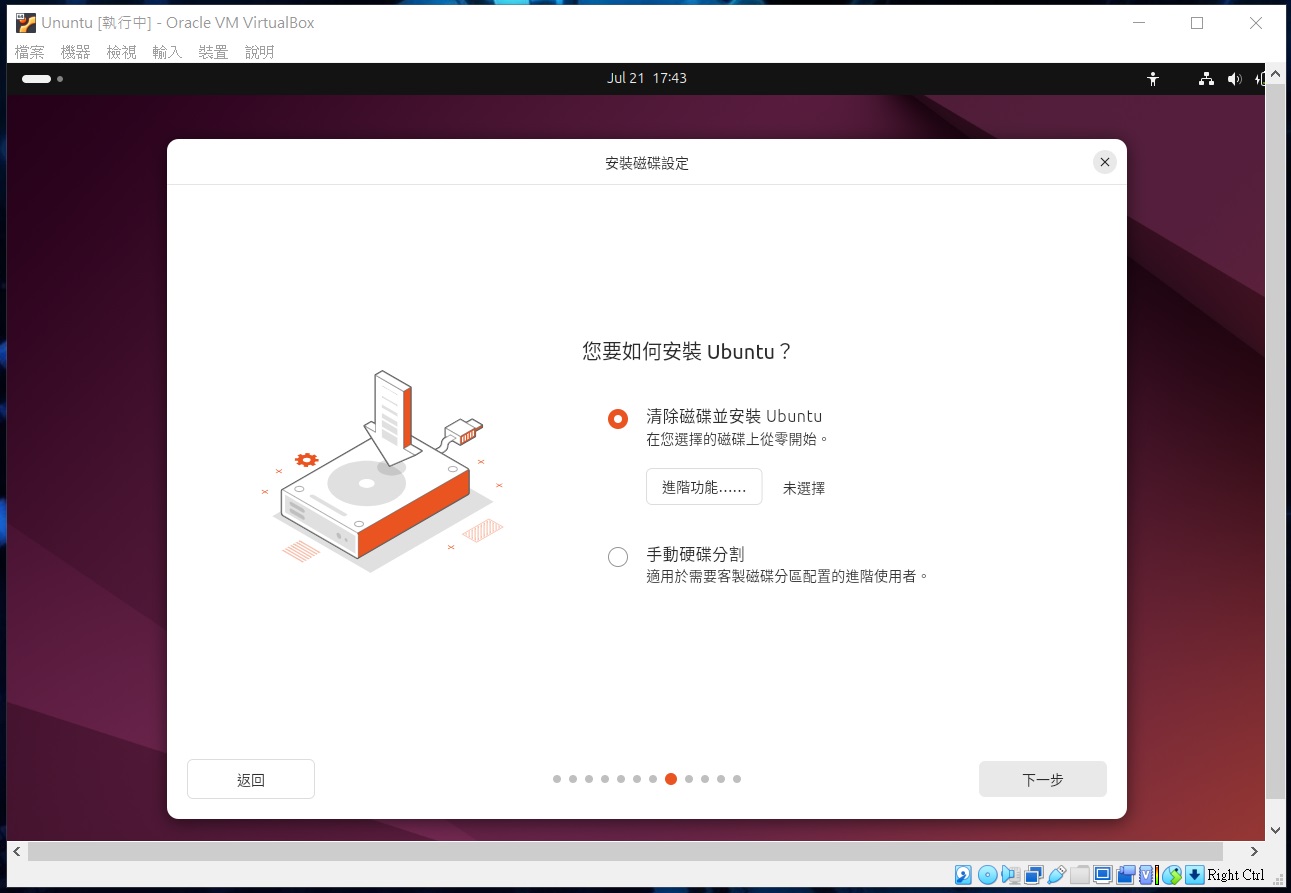 Ununtu [執行中] - Oracle VM VirtualBox
檔案 機器 檢視 輸入 裝置 說明
Jul 21 17:43
安裝磁碟設定
您要如何安裝 Ubuntu？
清除磁碟並安裝 Ubuntu
在您選擇的磁碟上從零開始。
進階功能…… 未選擇
手動硬碟分割
適用於需要客製磁碟分區配置的進階使用者。
返回 下一步
Right Ctrl